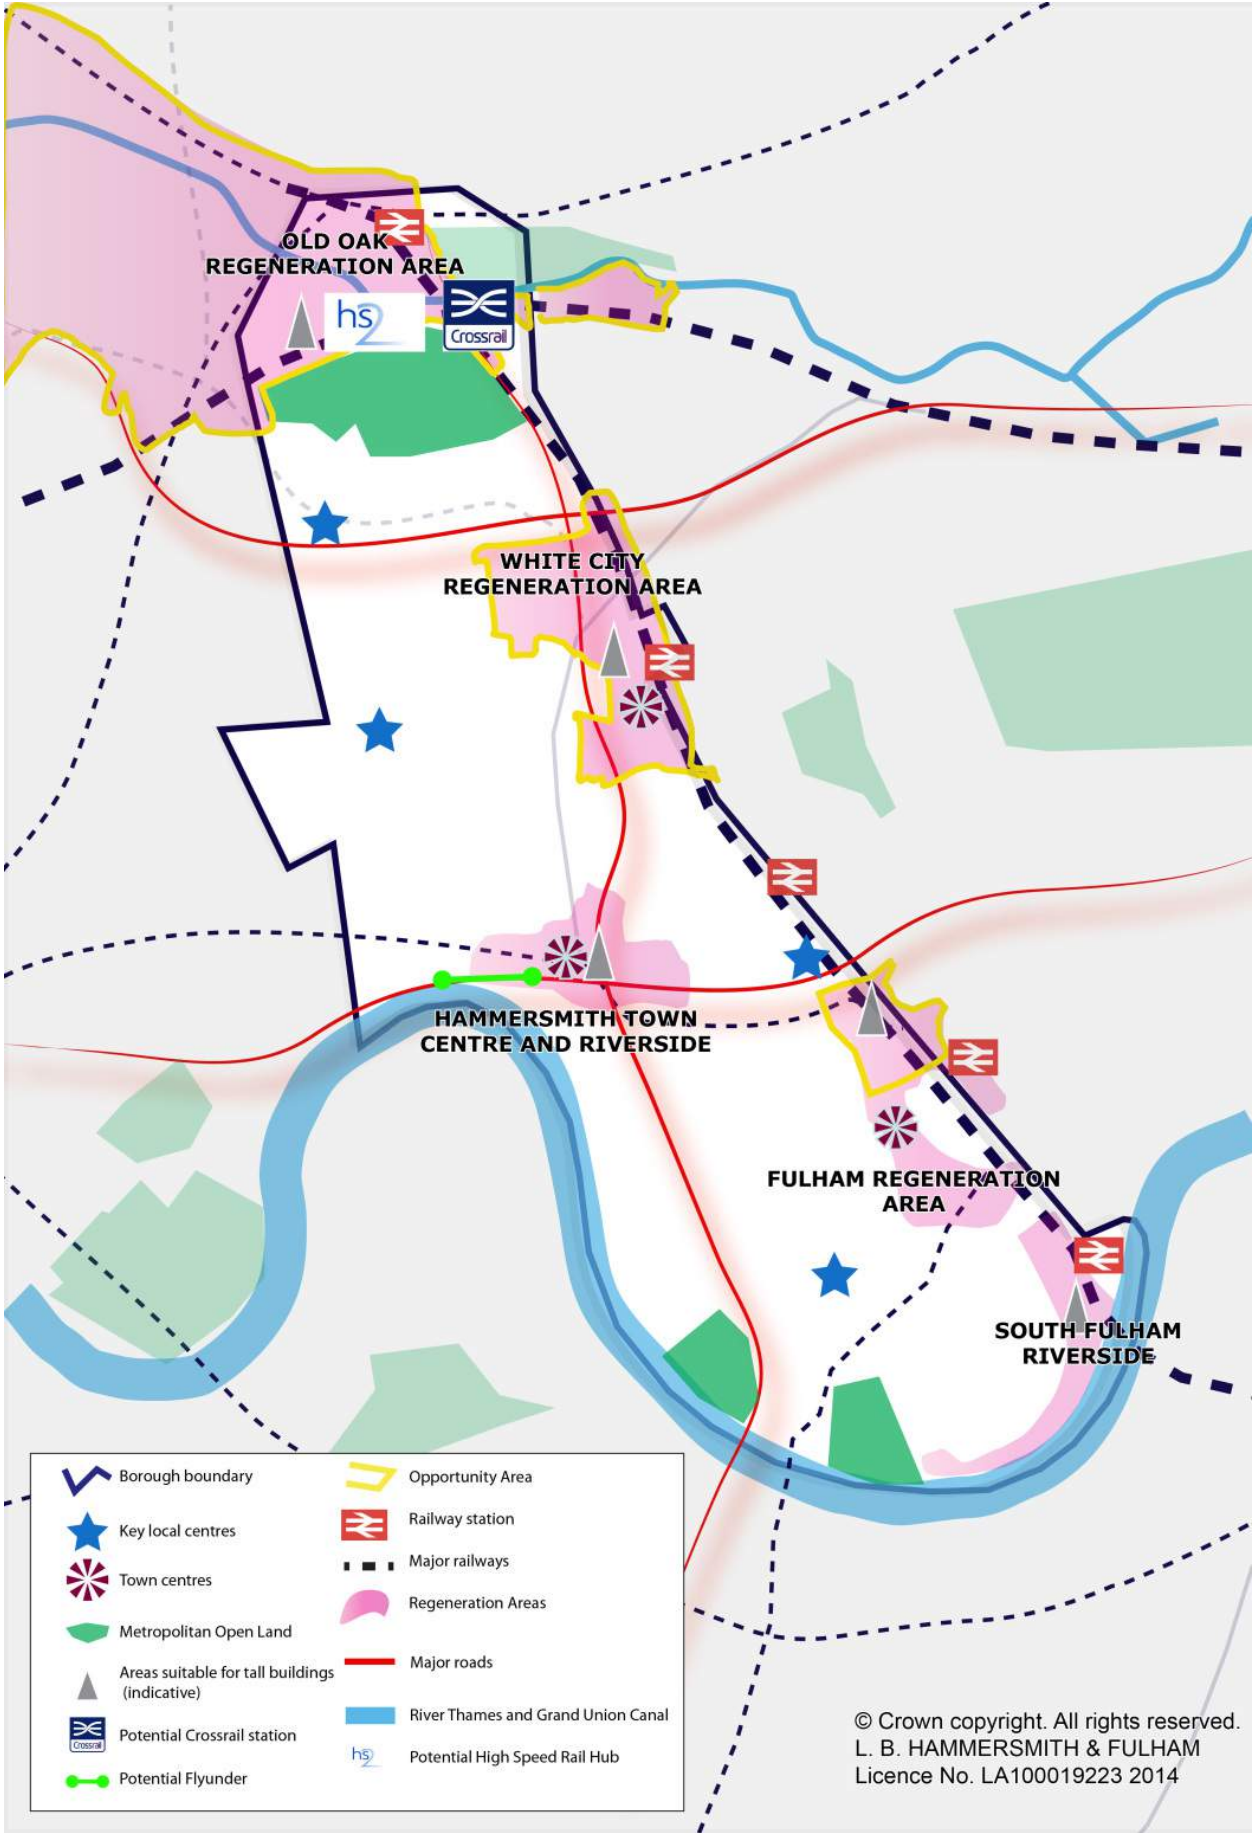 OLD OAK
REGENERATION AREA
hs2
Crossrail
WHITE CITY
REGENERATION AREA
HAMMERSMITH TOWN
CENTRE AND RIVERSIDE
FULHAM REGENERATION
AREA
SOUTH FULHAM
RIVERSIDE
Borough boundary
Key local centres
Town centres
Metropolitan Open Land
Areas suitable for tall buildings
(indicative)
Crossrail
Potential Crossrail station
Potential Flyunder
Opportunity Area
Railway station
Major railways
Regeneration Areas
Major roads
River Thames and Grand Union Canal
hs2
Potential High Speed Rail Hub
© Crown copyright. All rights reserved.
L. B. HAMMERSMITH & FULHAM
Licence No. LA100019223 2014